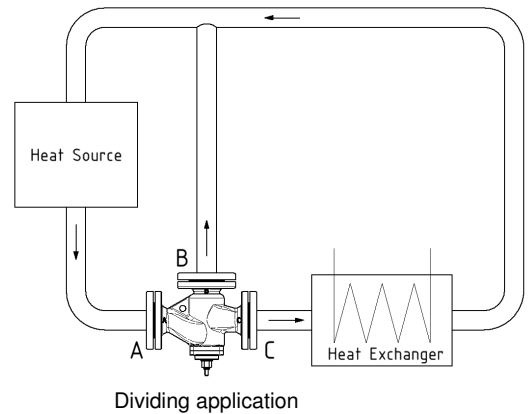 Heat Source
B
A
C
Heat Exchanger
Dividing application